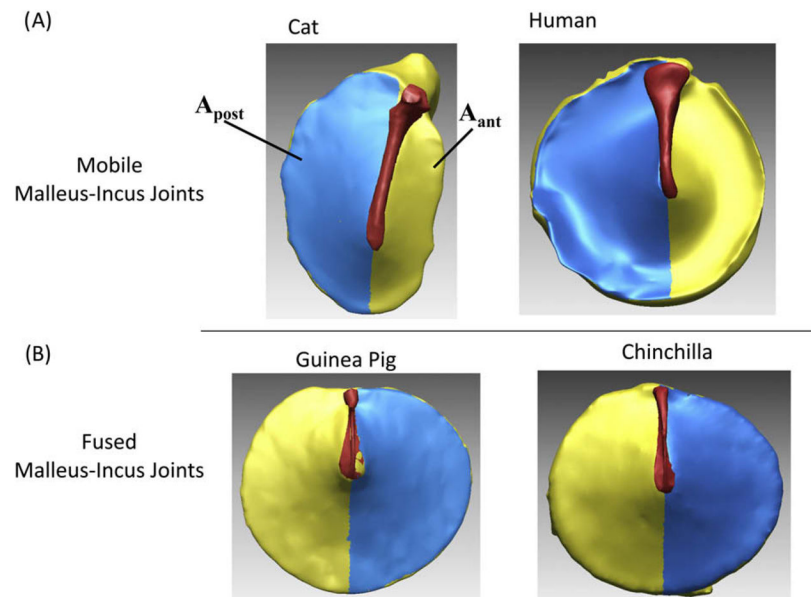 (A)
Cat
Human
Apost
Aant
Mobile
Malleus-Incus Joints
(B)
Guinea Pig
Chinchilla
Fused
Malleus-Incus Joints